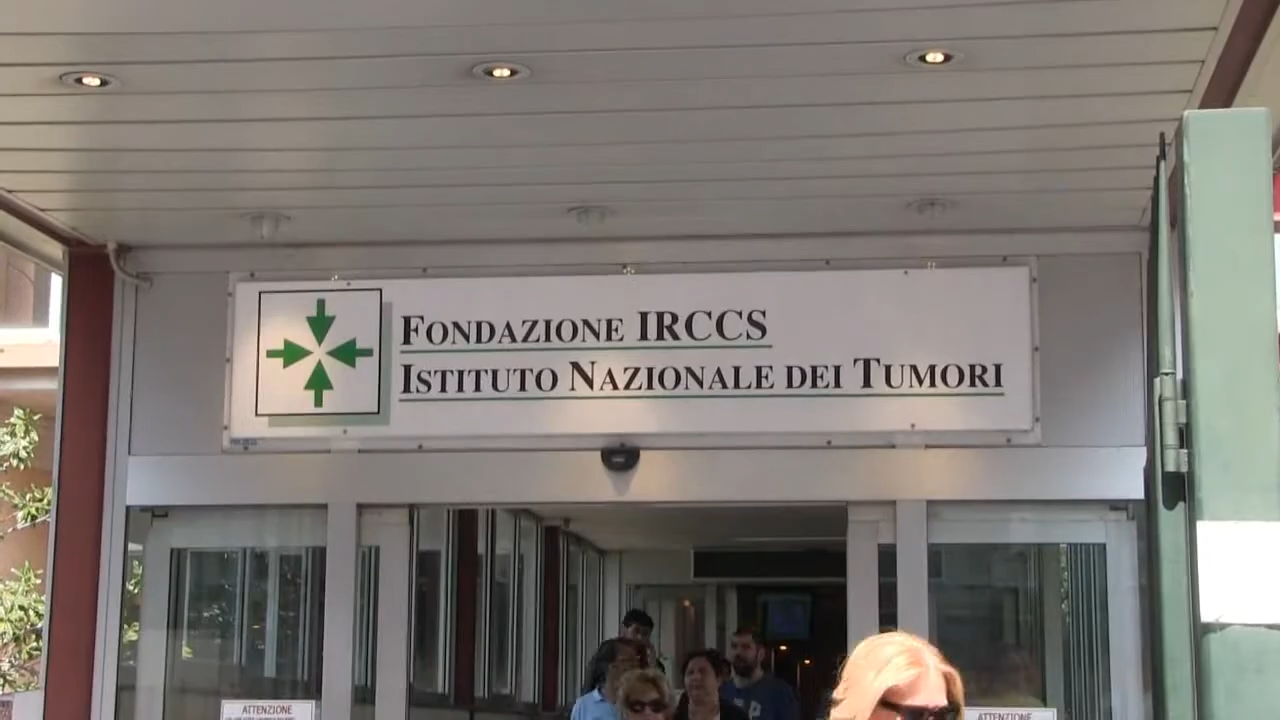 FONDAZIONE IRCCS
ISTITUTO NAZIONALE DEI TUMORI
ATTENZIONE
ATTENZIONE